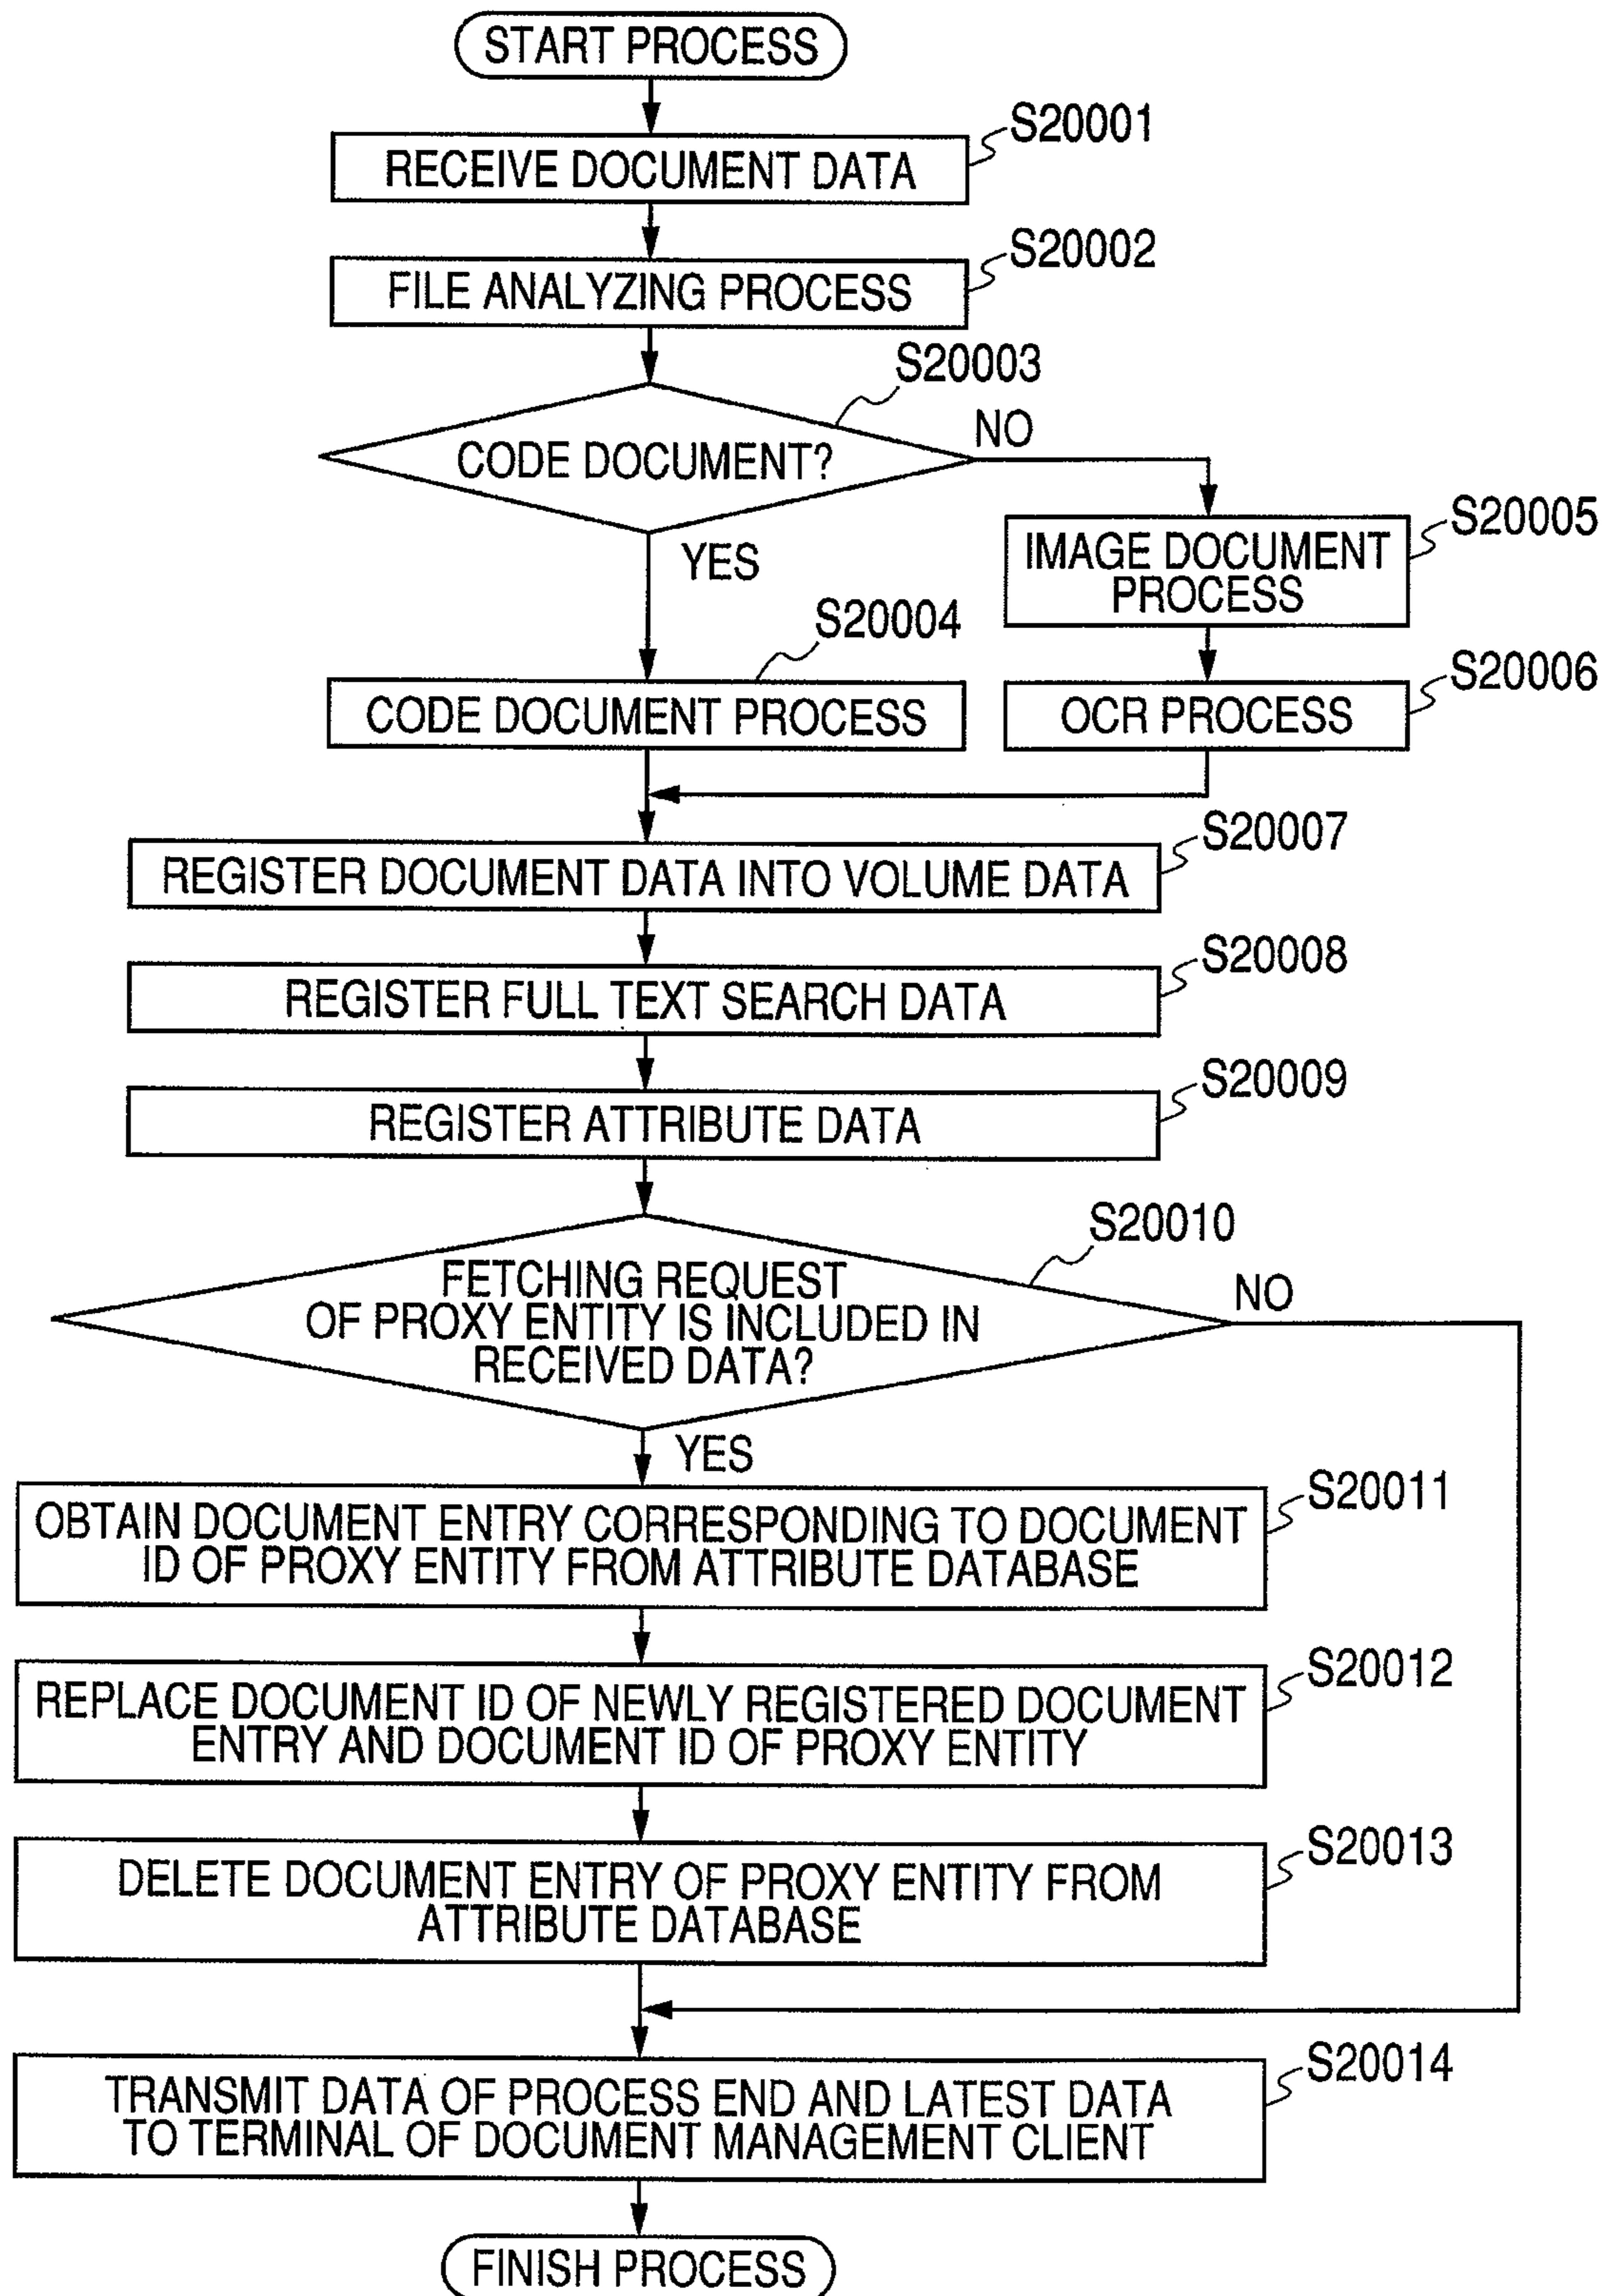 START PROCESS
S20001
RECEIVE DOCUMENT DATA
S20002
FILE ANALYZING PROCESS
S20003
CODE DOCUMENT?
NO
YES
S20005
IMAGE DOCUMENT
PROCESS
S20004
CODE DOCUMENT PROCESS
S20006
OCR PROCESS
S20007
REGISTER DOCUMENT DATA INTO VOLUME DATA
S20008
REGISTER FULL TEXT SEARCH DATA
S20009
REGISTER ATTRIBUTE DATA
S20010
FETCHING REQUEST
OF PROXY ENTITY IS INCLUDED IN
RECEIVED DATA?
NO
YES
S20011
OBTAIN DOCUMENT ENTRY CORRESPONDING TO DOCUMENT
ID OF PROXY ENTITY FROM ATTRIBUTE DATABASE
S20012
REPLACE DOCUMENT ID OF NEWLY REGISTERED DOCUMENT
ENTRY AND DOCUMENT ID OF PROXY ENTITY
S20013
DELETE DOCUMENT ENTRY OF PROXY ENTITY FROM
ATTRIBUTE DATABASE
S20014
TRANSMIT DATA OF PROCESS END AND LATEST DATA
TO TERMINAL OF DOCUMENT MANAGEMENT CLIENT
FINISH PROCESS